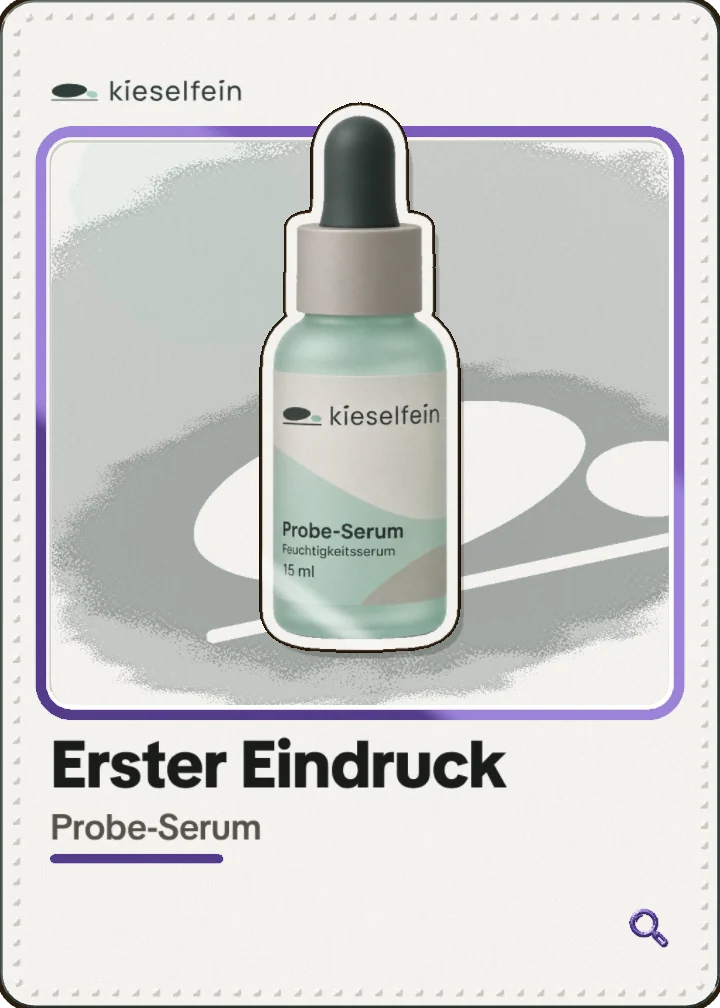 kieselfein
kieselfein
Probe-Serum
Feuchtigkeitsserum
15 ml
Erster Eindruck
Probe-Serum